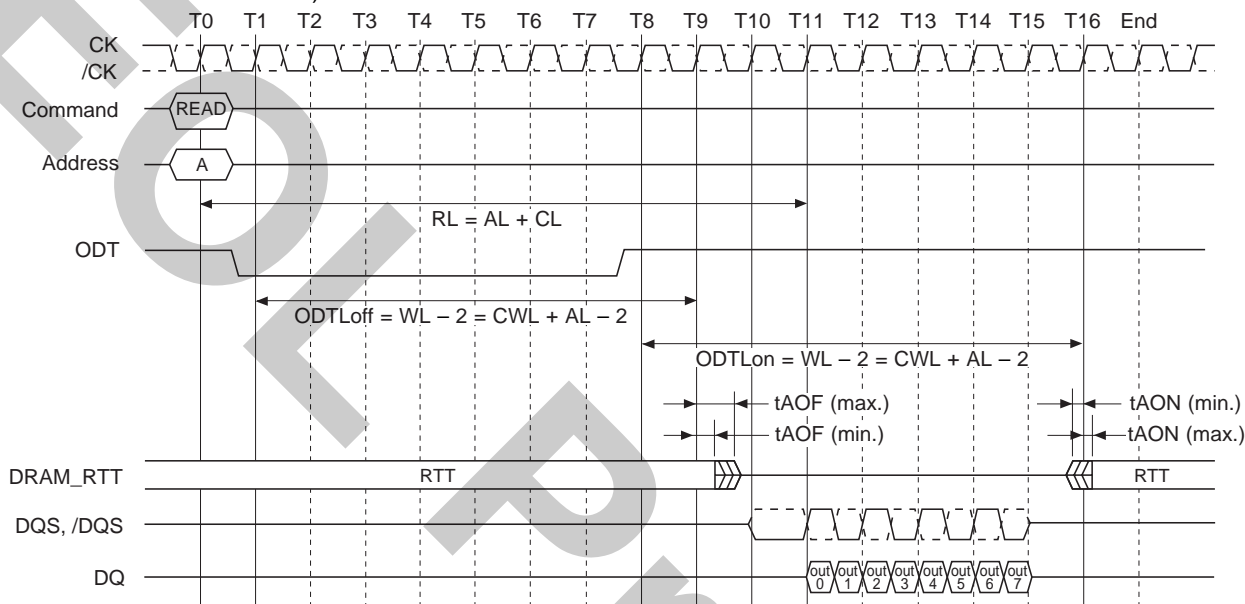 T0 T1 T2 T3 T4 T5 T6 T7 T8 T9 T10 T11 T12 T13 T14 T15 T16 End
CK
/CK
Command READ
Address A
RL = AL + CL
ODT
ODTLoff = WL – 2 = CWL + AL – 2
ODTLon = WL – 2 = CWL + AL – 2
tAOF (max.) tAON (min.)
tAOF (min.) tAON (max.)
DRAM_RTT RTT RTT
DQS, /DQS
DQ out 0 out 1 out 2 out 3 out 4 out 5 out 6 out 7